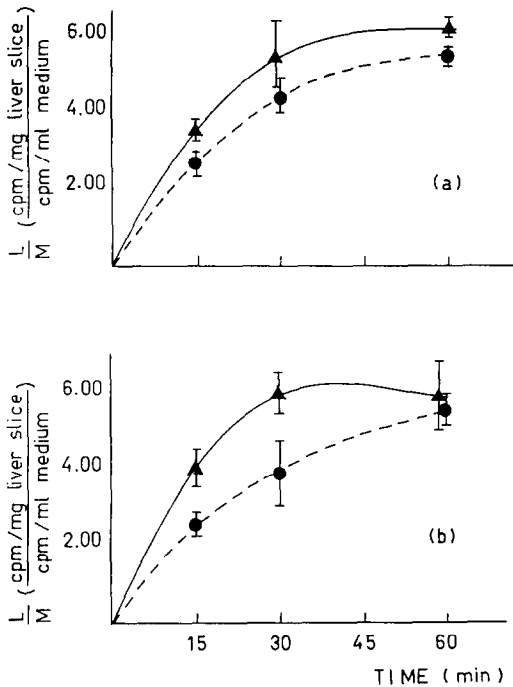 6.00
4.00
2.00
L/M (cpm/mg liver slice / cpm/ml medium)
(a)
6.00
4.00
2.00
L/M (cpm/mg liver slice / cpm/ml medium)
(b)
15 30 45 60
TIME (min)